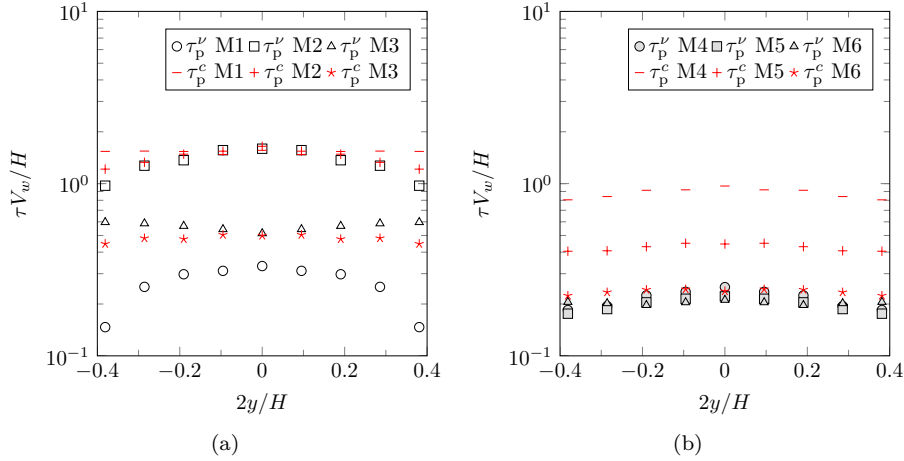 10^1
τ_p^ν M1 τ_p^ν M2 τ_p^ν M3
τ_p^c M1 τ_p^c M2 τ_p^c M3
10^0
10^−1
τV_w/H
−0.4 −0.2 0 0.2 0.4
2y/H
(a)
10^1
τ_p^ν M4 τ_p^ν M5 τ_p^ν M6
τ_p^c M4 τ_p^c M5 τ_p^c M6
10^0
10^−1
τV_w/H
−0.4 −0.2 0 0.2 0.4
2y/H
(b)